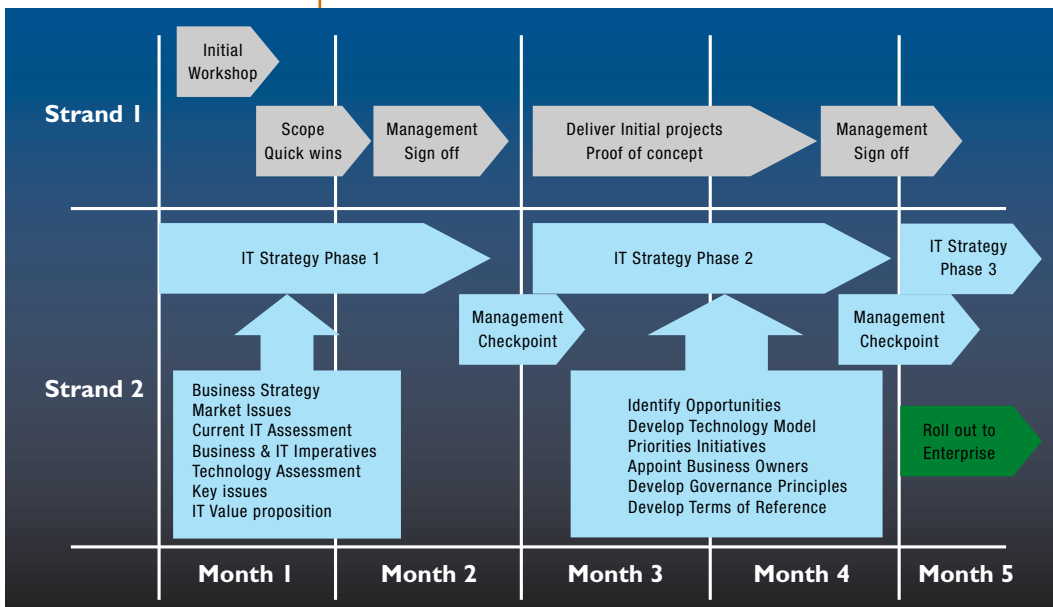 Initial
Workshop
Strand 1
Scope
Quick wins
Management
Sign off
Deliver Initial projects
Proof of concept
Management
Sign off
IT Strategy Phase 1
IT Strategy Phase 2
IT Strategy
Phase 3
Management
Checkpoint
Management
Checkpoint
Strand 2
Business Strategy
Market Issues
Current IT Assessment
Business & IT Imperatives
Technology Assessment
Key issues
IT Value proposition
Identify Opportunities
Develop Technology Model
Priorities Initiatives
Appoint Business Owners
Develop Governance Principles
Develop Terms of Reference
Roll out to
Enterprise
Month 1
Month 2
Month 3
Month 4
Month 5